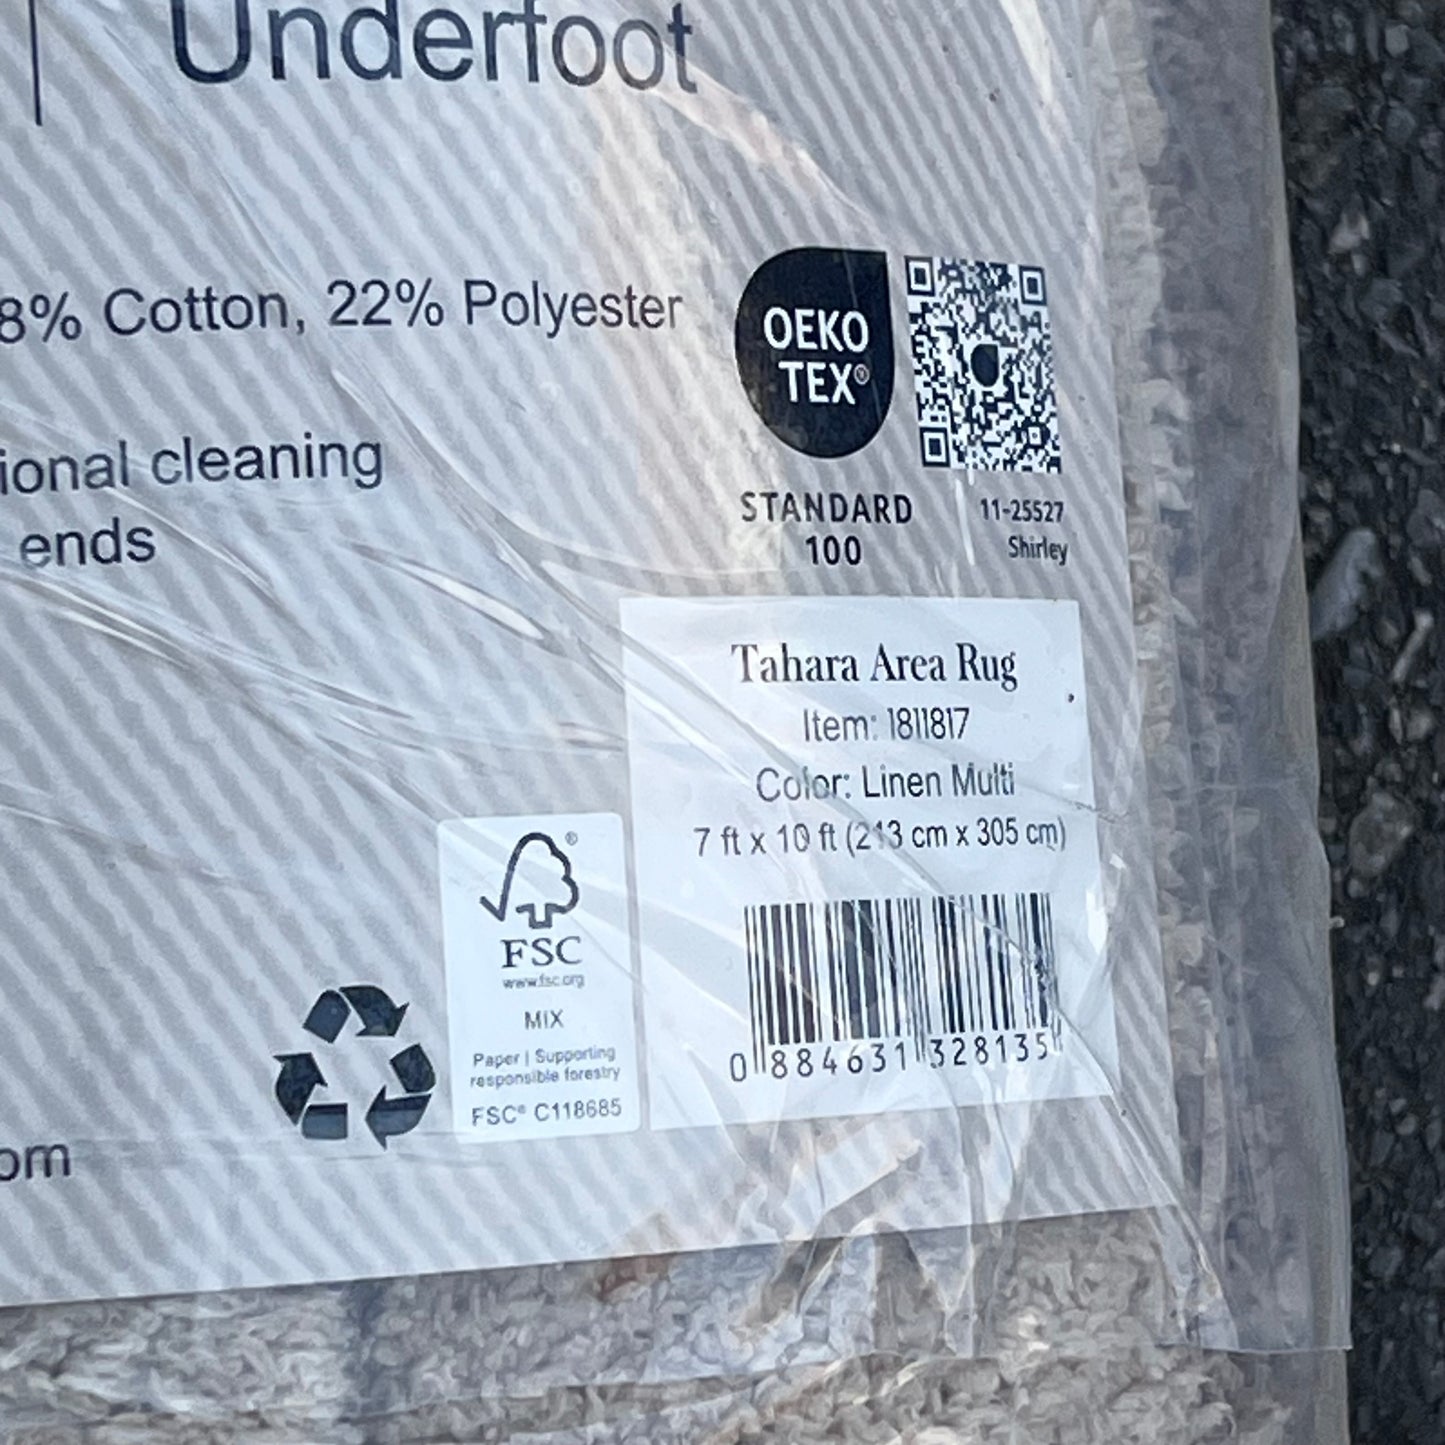 Underfoot
8% Cotton, 22% Polyester
ional cleaning
ends
OEKO
TEX®
STANDARD
100
11-25527
Shirley
Tahara Area Rug
Item: 1811817
Color: Linen Multi
7 ft x 10 ft (213 cm x 305 cm)
0 884631 328135
®
FSC
www.fsc.org
MIX
Paper | Supporting
responsible forestry
FSC® C118685
om